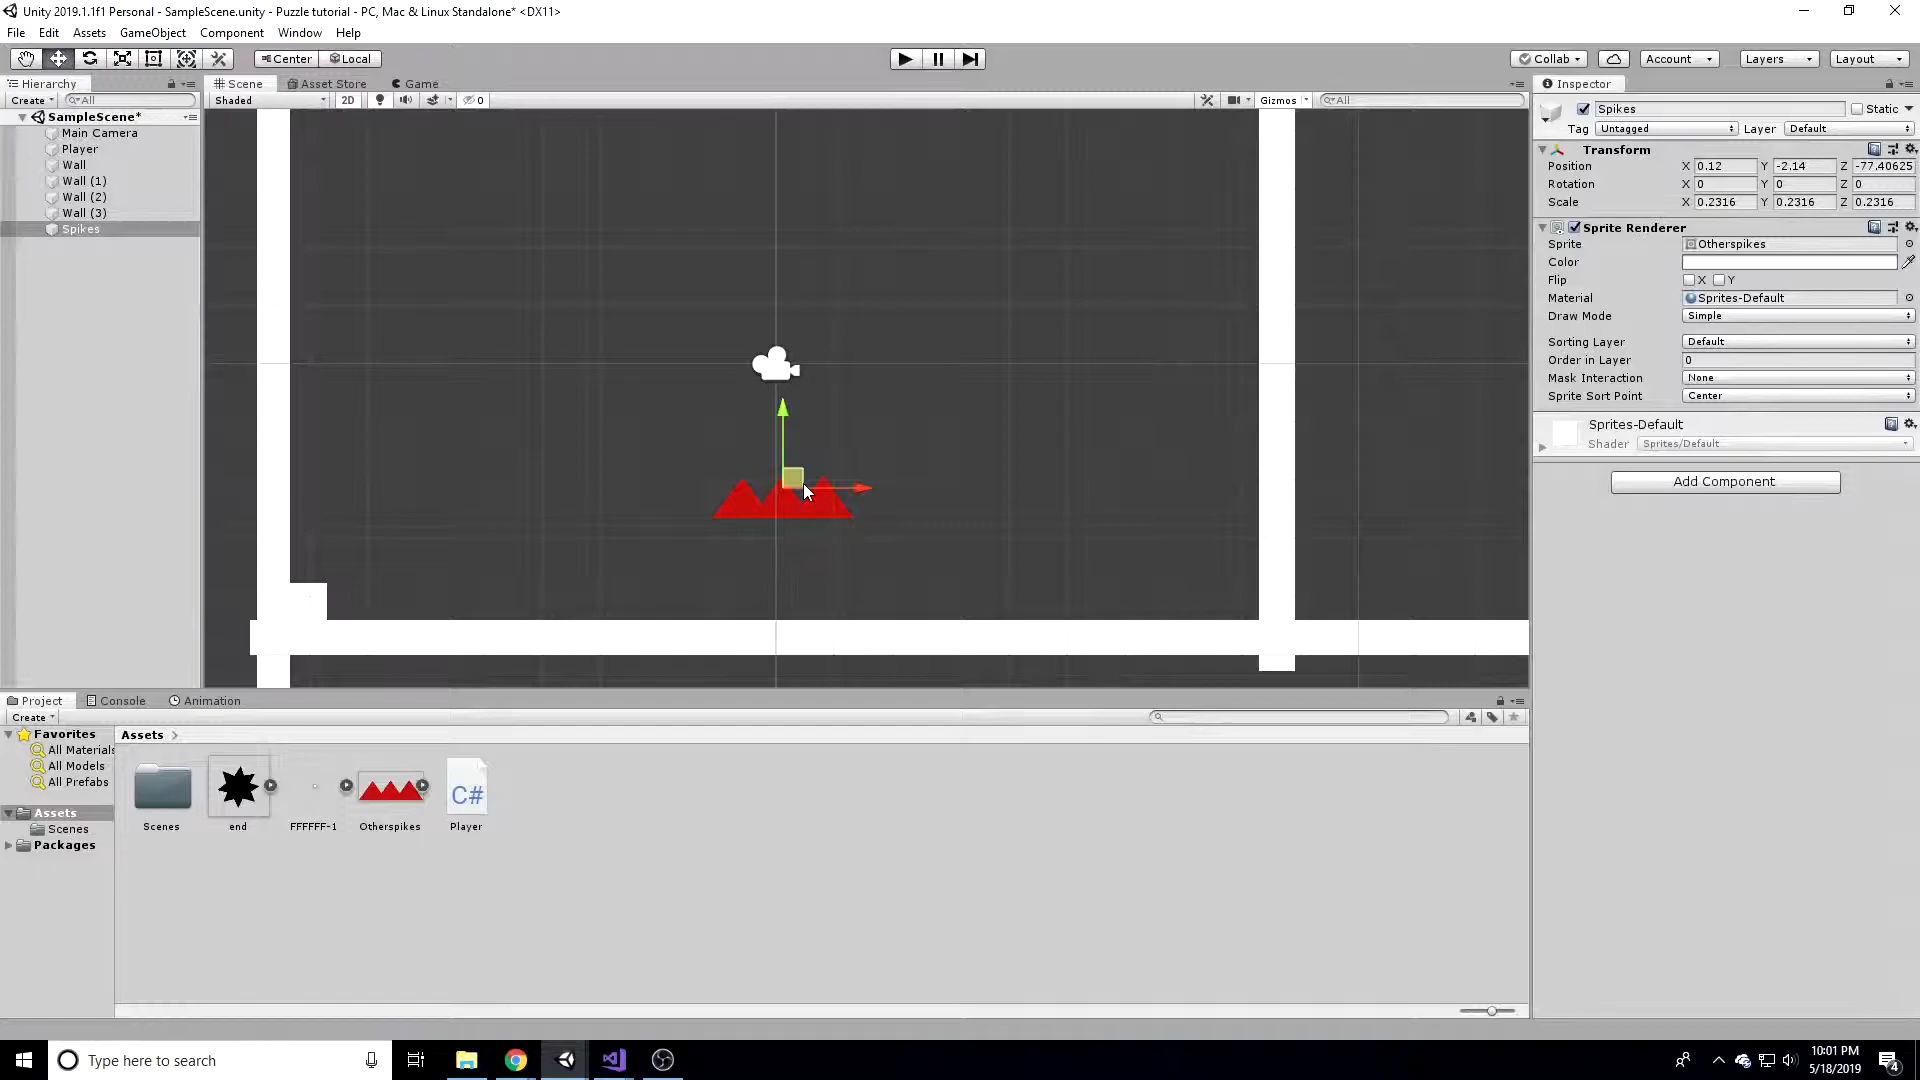 Unity 2019.1.1f1 Personal - SampleScene.unity - Puzzle tutorial - PC, Mac & Linux Standalone* <DX11>
File Edit Assets GameObject Component Window Help
Center Local Collab Account Layers Layout
Hierarchy Scene Asset Store Game Inspector
Create All Shaded 2D 0 Gizmos All
SampleScene*
Main Camera
Player
Wall
Wall (1)
Wall (2)
Wall (3)
Spikes
Spikes Static
Tag Untagged Layer Default
Transform
Position X 0.12 Y -2.14 Z -77.40625
Rotation X 0 Y 0 Z 0
Scale X 0.2316 Y 0.2316 Z 0.2316
Sprite Renderer
Sprite Otherspikes
Color
Flip X Y
Material Sprites-Default
Draw Mode Simple
Sorting Layer Default
Order in Layer 0
Mask Interaction None
Sprite Sort Point Center
Sprites-Default
Shader Sprites/Default
Add Component
Project Console Animation
Create
Favorites
All Materials
All Models
All Prefabs
Assets
Scenes
Packages
Assets
C#
Scenes end FFFFFF-1 Otherspikes Player
Type here to search
10:01 PM
5/18/2019
4